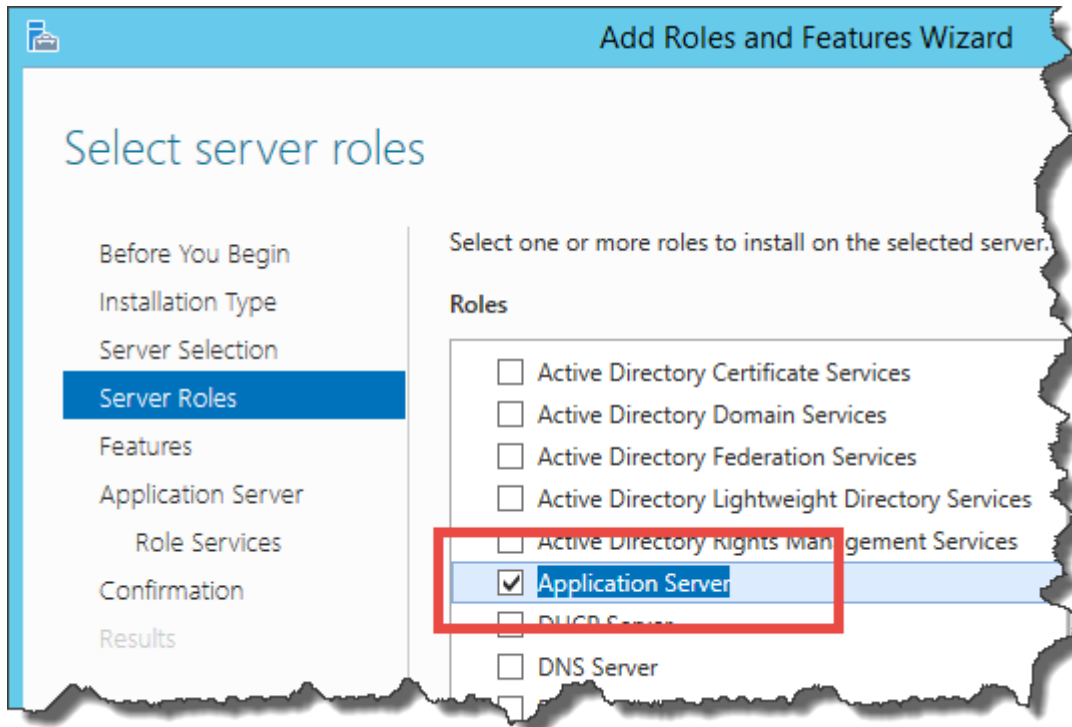 Add Roles and Features Wizard
Select server roles
Before You Begin
Installation Type
Server Selection
Server Roles
Features
Application Server
Role Services
Confirmation
Results
Select one or more roles to install on the selected server.
Roles
Active Directory Certificate Services
Active Directory Domain Services
Active Directory Federation Services
Active Directory Lightweight Directory Services
Active Directory Rights Management Services
Application Server
DHCP Server
DNS Server